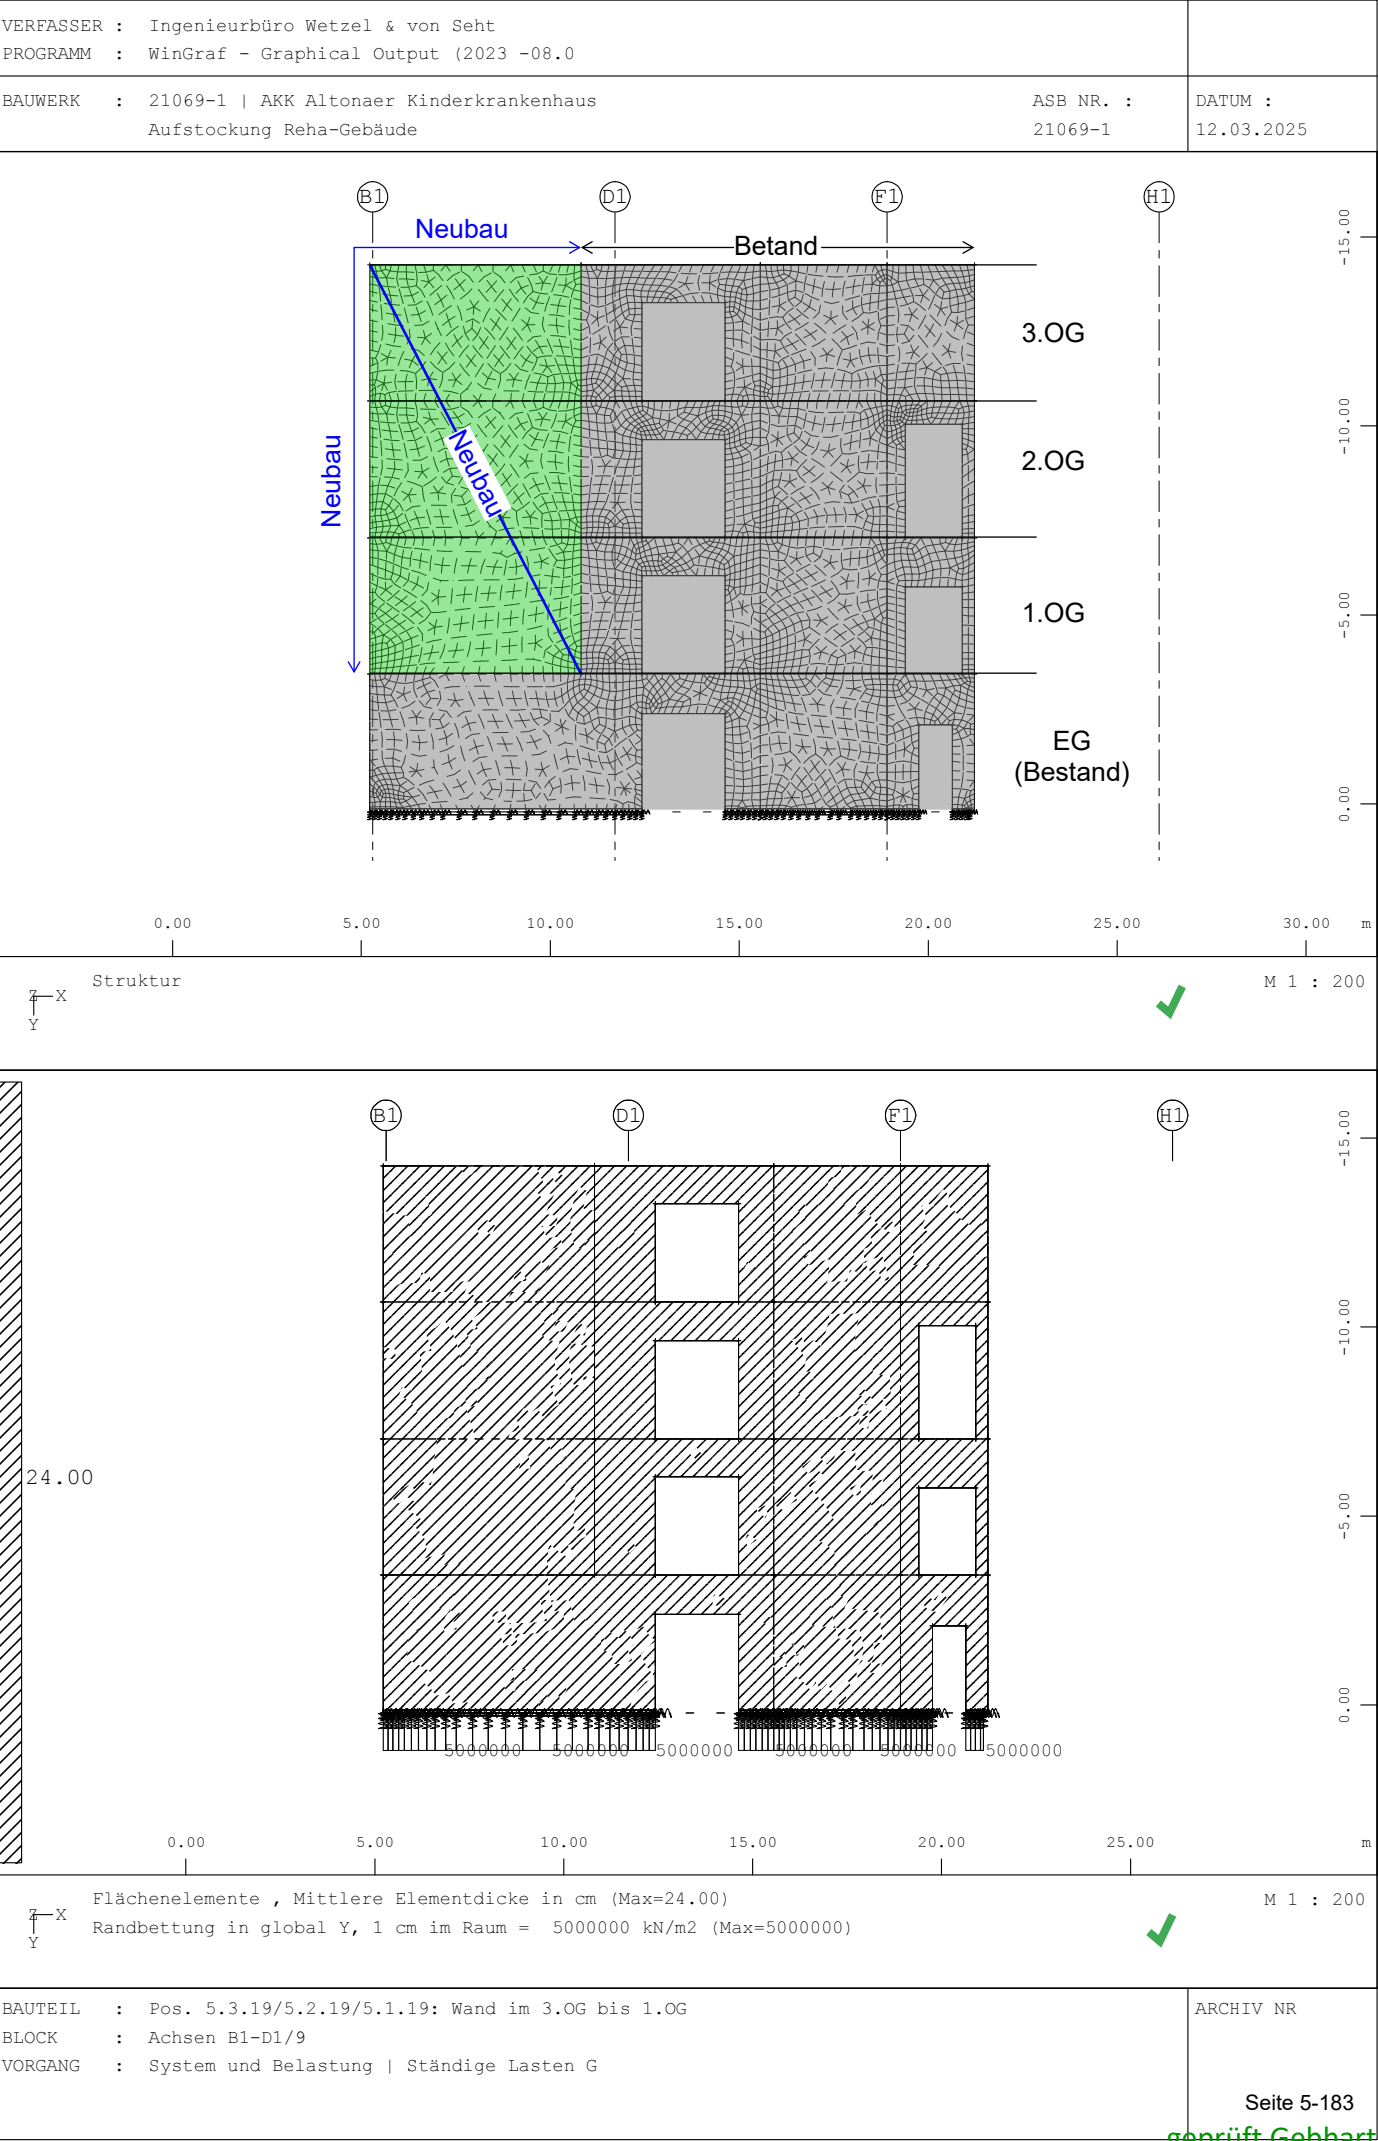 VERFASSER : Ingenieurbüro Wetzel & von Seht
PROGRAMM : WinGraf - Graphical Output (2023 -08.0
BAUWERK : 21069-1 | AKK Altonaer Kinderkrankenhaus
Aufstockung Reha-Gebäude
ASB NR. :
21069-1
DATUM :
12.03.2025
B1 D1 F1 H1
Neubau
Betand
3.OG
2.OG
1.OG
EG
(Bestand)
Neubau
Neubau
-15.00
-10.00
-5.00
0.00
0.00 5.00 10.00 15.00 20.00 25.00 30.00 m
Z X
Y
Struktur
M 1 : 200
B1 D1 F1 H1
24.00
-15.00
-10.00
-5.00
0.00
5000000 5000000 5000000 5000000 5000000 5000000
0.00 5.00 10.00 15.00 20.00 25.00 m
Z X
Y
Flächenelemente , Mittlere Elementdicke in cm (Max=24.00)
M 1 : 200
Randbettung in global Y, 1 cm im Raum = 5000000 kN/m2 (Max=5000000)
BAUTEIL : Pos. 5.3.19/5.2.19/5.1.19: Wand im 3.OG bis 1.OG
BLOCK : Achsen B1-D1/9
VORGANG : System und Belastung | Ständige Lasten G
ARCHIV NR
Seite 5-183
geprüft Gebhart